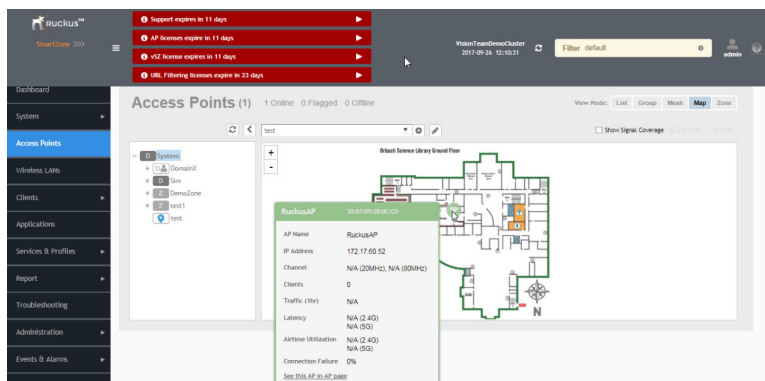 Ruckus™
SmartZone 300
Support expires in 11 days
AP licenses expire in 11 days
vSZ license expires in 11 days
URL Filtering licenses expire in 33 days
VisionTeamDemoCluster
2017-09-26 12:10:31
Filter default
admin
Dashboard
System
Access Points
Wireless LANs
Clients
Applications
Services & Profiles
Report
Troubleshooting
Administration
Events & Alarms
Access Points (1) 1 Online 0 Flagged 0 Offline
View Mode: List Group Mesh Map Zone
test
Show Signal Coverage
System
DomainX
Sim
DemoZone
test1
test
Orbach Science Library Ground Floor
N
RuckusAP
AP Name RuckusAP
IP Address 172.17.60.52
Channel N/A (20MHz), N/A (80MHz)
Clients 0
Traffic (1hr) N/A
Latency N/A (2.4G)
N/A (5G)
Airtime Utilization N/A (2.4G)
N/A (5G)
Connection Failure 0%
See this AP in AP page